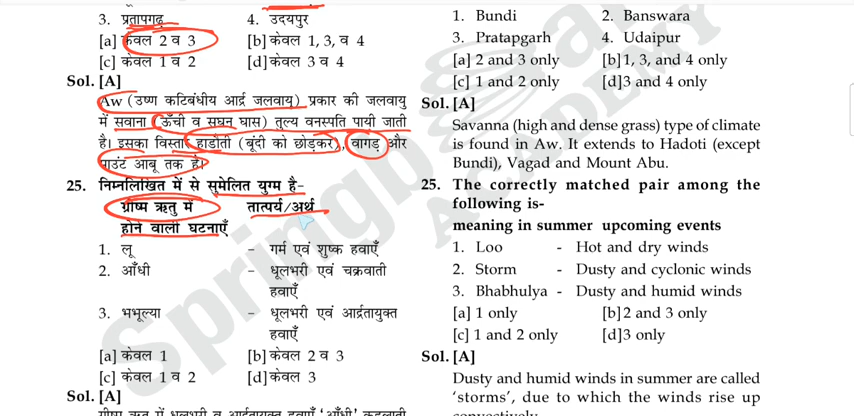 3. प्रतापगढ़ 4. उदयपुर
[a] केवल 2 व 3 [b] केवल 1, 3, व 4
[c] केवल 1 व 2 [d] केवल 3 व 4
Sol. [A]
Aw (उष्ण कटिबंधीय आर्द्र जलवायु) प्रकार की जलवायु
में सवाना (ऊँची व सघन घास) तुल्य वनस्पति पायी जाती
है। इसका विस्तार हाडौती (बूंदी को छोड़कर), वागड़ और
माउंट आबू तक है।
25. निम्नलिखित में से सुमेलित युग्म है-
ग्रीष्म ऋतु में तात्पर्य/अर्थ
होने वाली घटनाएँ
1. लू - गर्म एवं शुष्क हवाएँ
2. आँधी - धूलभरी एवं चक्रवाती
हवाएँ
3. भभूल्या - धूलभरी एवं आर्द्रतायुक्त
हवाएँ
[a] केवल 1 [b] केवल 2 व 3
[c] केवल 1 व 2 [d] केवल 3
Sol. [A]
ग्रीष्म ऋतु में धूलभरी व आर्द्रतायुक्त हवाएँ 'आँधी' कहलाती
1. Bundi 2. Banswara
3. Pratapgarh 4. Udaipur
[a] 2 and 3 only [b] 1, 3, and 4 only
[c] 1 and 2 only [d] 3 and 4 only
Sol. [A]
Savanna (high and dense grass) type of climate
is found in Aw. It extends to Hadoti (except
Bundi), Vagad and Mount Abu.
25. The correctly matched pair among the
following is-
meaning in summer upcoming events
1. Loo - Hot and dry winds
2. Storm - Dusty and cyclonic winds
3. Bhabhulya - Dusty and humid winds
[a] 1 only [b] 2 and 3 only
[c] 1 and 2 only [d] 3 only
Sol. [A]
Dusty and humid winds in summer are called
'storms', due to which the winds rise up
convectively
Springboard
ACADEMY